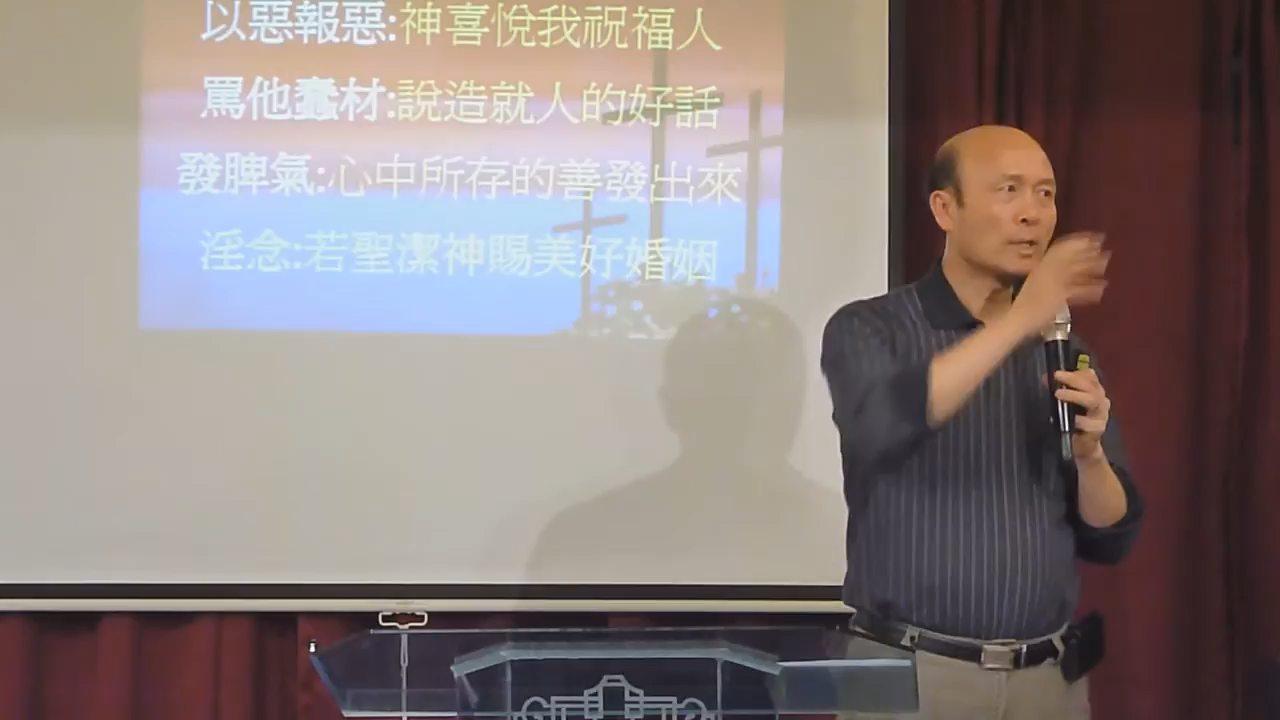 以惡報惡:神喜悅我祝福人
罵他蠢材:說造就人的好話
發脾氣:心中所存的善發出來
淫念:若聖潔神賜美好婚姻